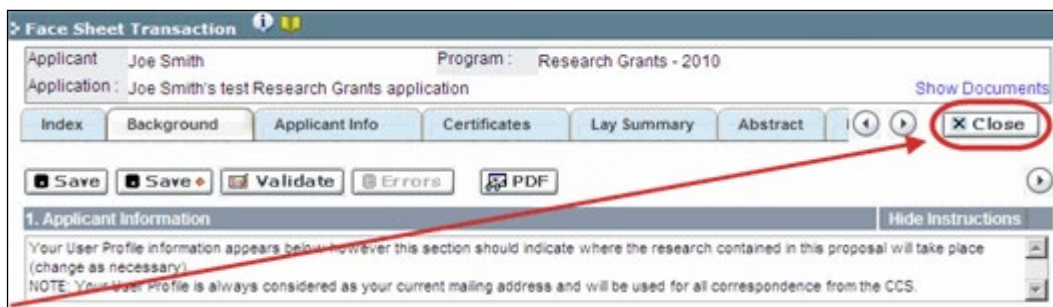 Face Sheet Transaction
Applicant Joe Smith Program : Research Grants - 2010
Application : Joe Smith's test Research Grants application Show Documents
Index Background Applicant Info Certificates Lay Summary Abstract Close
Save Save Validate Errors PDF
1. Applicant Information Hide Instructions
Your User Profile information appears below however this section should indicate where the research contained in this proposal will take place
(change as necessary)
NOTE: Your User Profile is always considered as your current mailing address and will be used for all correspondence from the CCS.